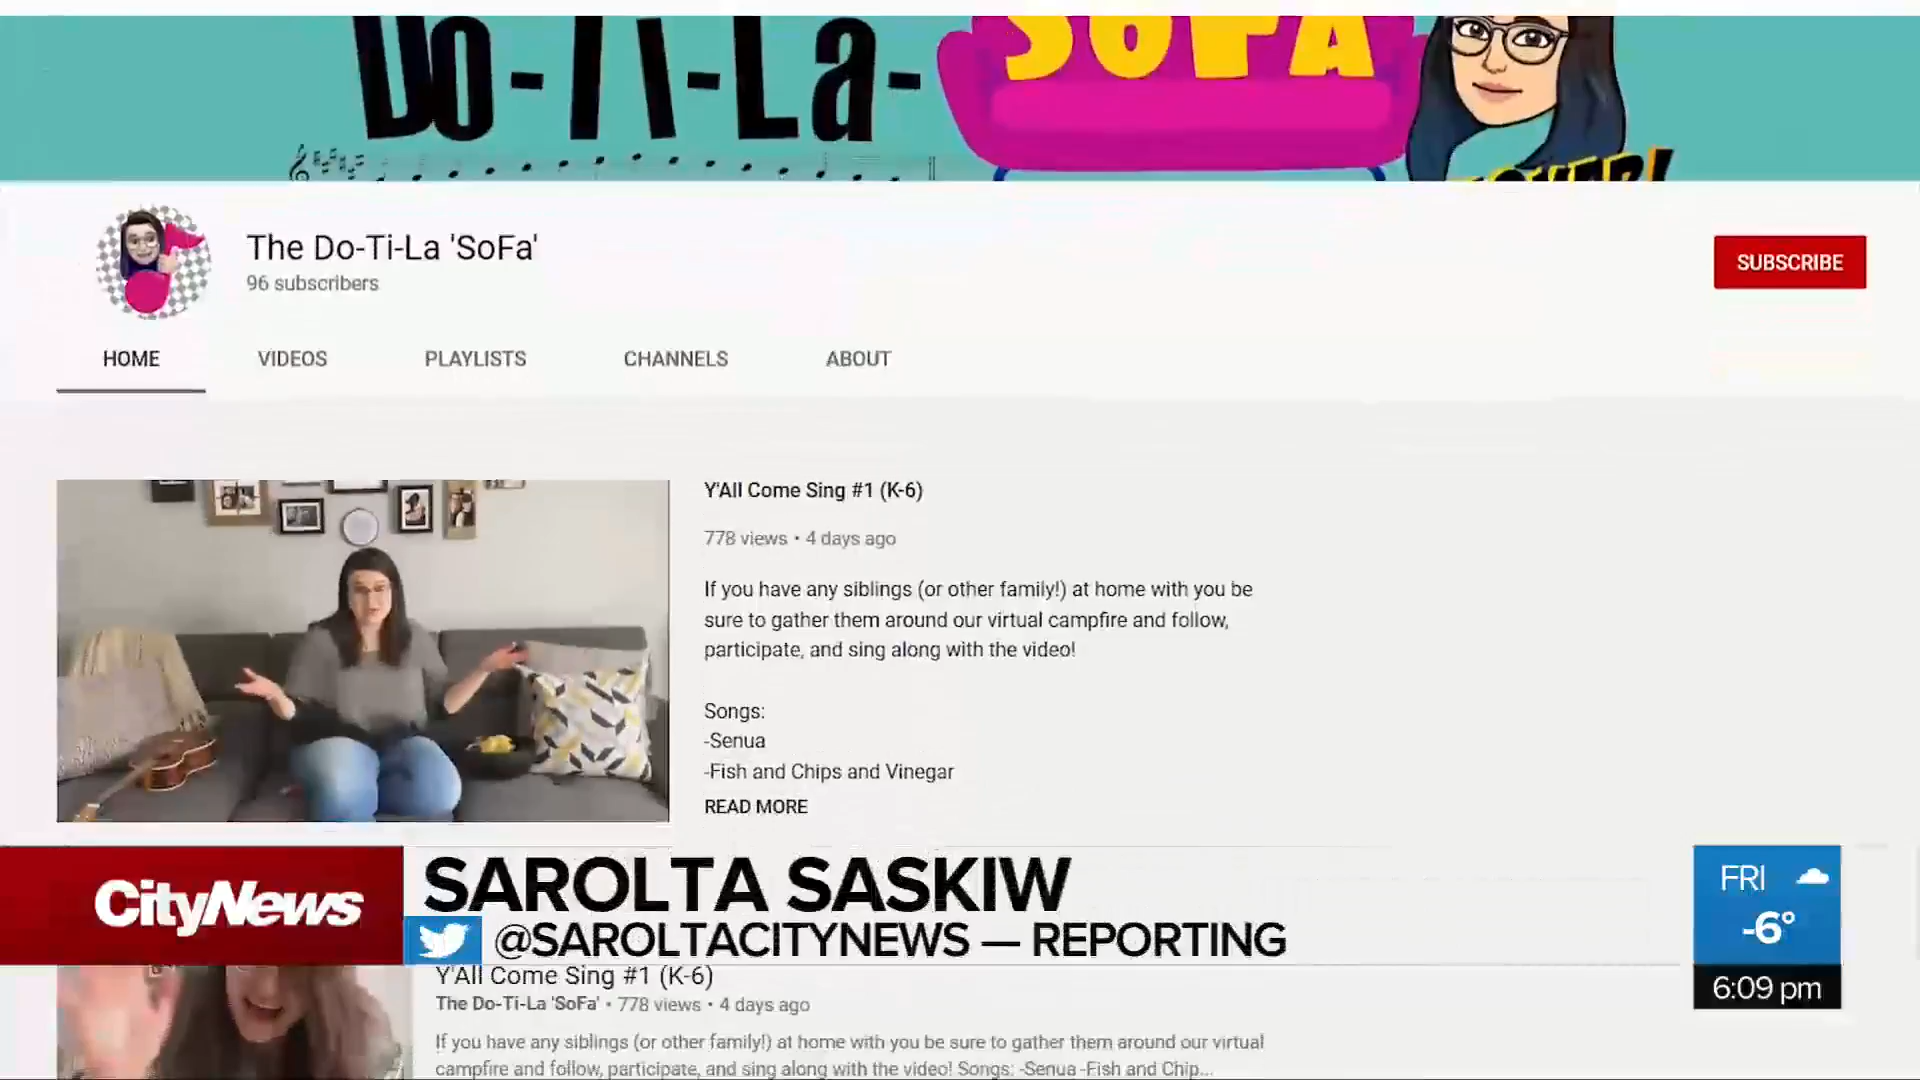 Do-Ti-La-
SOFA
The Do-Ti-La 'SoFa'
96 subscribers
SUBSCRIBE
HOME
VIDEOS
PLAYLISTS
CHANNELS
ABOUT
Y'All Come Sing #1 (K-6)
778 views • 4 days ago
If you have any siblings (or other family!) at home with you be
sure to gather them around our virtual campfire and follow,
participate, and sing along with the video!
Songs:
-Senua
-Fish and Chips and Vinegar
READ MORE
CityNews
SAROLTA SASKIW
@SAROLTACITYNEWS — REPORTING
FRI
-6°
6:09 pm
Y'All Come Sing #1 (K-6)
The Do-Ti-La 'SoFa' • 778 views • 4 days ago
If you have any siblings (or other family!) at home with you be sure to gather them around our virtual
campfire and follow, participate, and sing along with the video! Songs: -Senua -Fish and Chip...